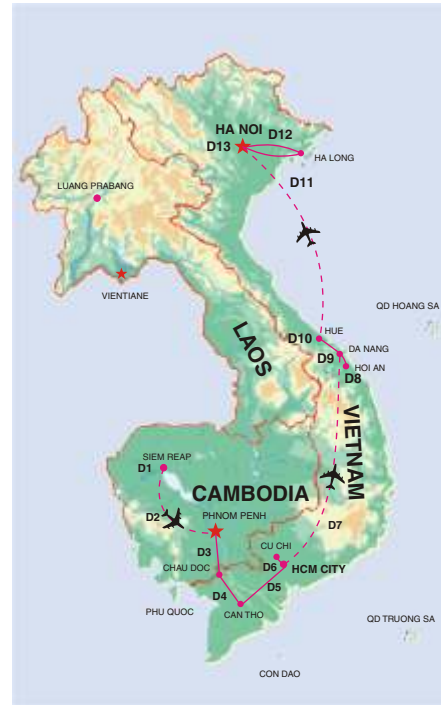 HA NOI
D12
D13
HA LONG
D11
LUANG PRABANG
VIENTIANE
QD HOANG SA
D10
HUE
D9
DA NANG
D8
HOI AN
LAOS
VIETNAM
SIEM REAP
D1
CAMBODIA
D2
PHNOM PENH
D7
D3
CU CHI
D6
HCM CITY
CHAU DOC
D5
D4
PHU QUOC
CAN THO
QD TRUONG SA
CON DAO